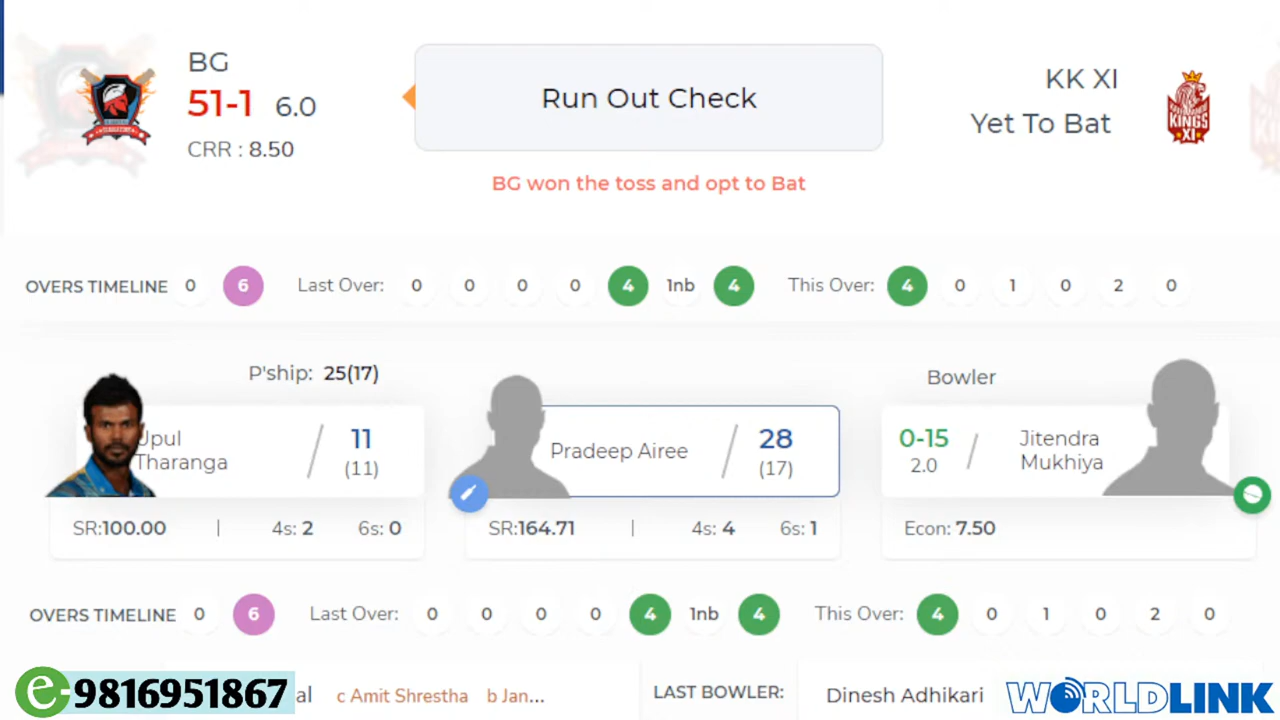 BG
51-1 6.0
CRR : 8.50
Run Out Check
BG won the toss and opt to Bat
KK XI
Yet To Bat
KINGS
XI
OVERS TIMELINE 0 6 Last Over: 0 0 0 0 4 1nb 4 This Over: 4 0 1 0 2 0
P'ship: 25(17)
Upul
Tharanga
11
(11)
SR:100.00 | 4s: 2 6s: 0
Pradeep Airee
28
(17)
SR:164.71 | 4s: 4 6s: 1
Bowler
0-15
2.0
Jitendra
Mukhiya
Econ: 7.50
OVERS TIMELINE 0 6 Last Over: 0 0 0 0 4 1nb 4 This Over: 4 0 1 0 2 0
e-9816951867
al c Amit Shrestha b Jan...
LAST BOWLER: Dinesh Adhikari
WORLDLINK